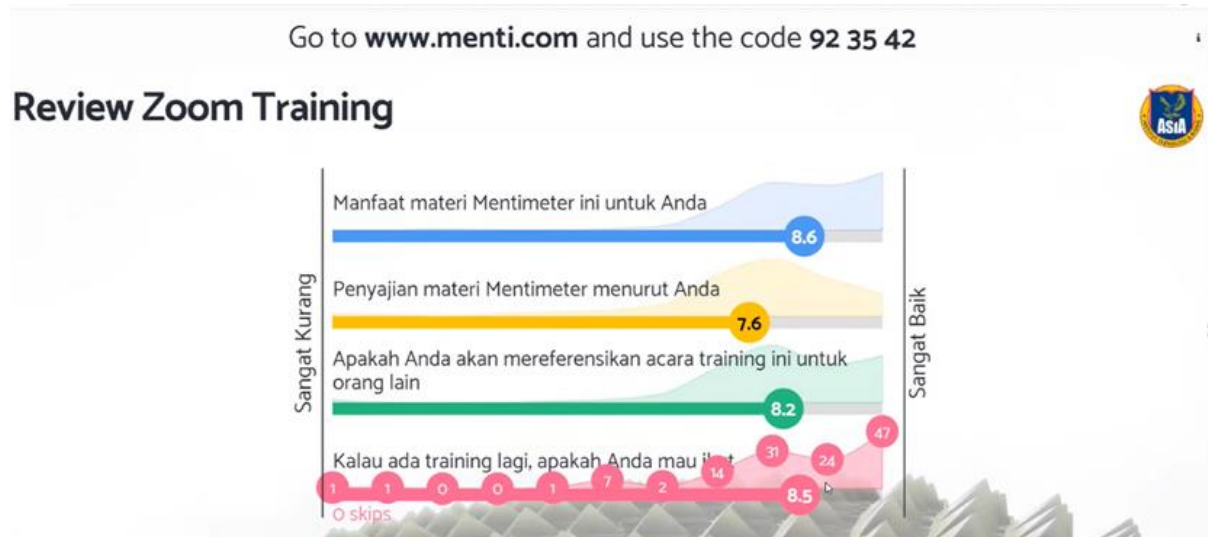 Go to www.menti.com and use the code 92 35 42
Review Zoom Training
ASIA
Sangat Kurang
Manfaat materi Mentimeter ini untuk Anda
8.6
Penyajian materi Mentimeter menurut Anda
7.6
Apakah Anda akan mereferensikan acara training ini untuk
orang lain
8.2
Kalau ada training lagi, apakah Anda mau
1 1 0 0 1 7 2 14 31 24 47
8.5
0 skips
Sangat Baik